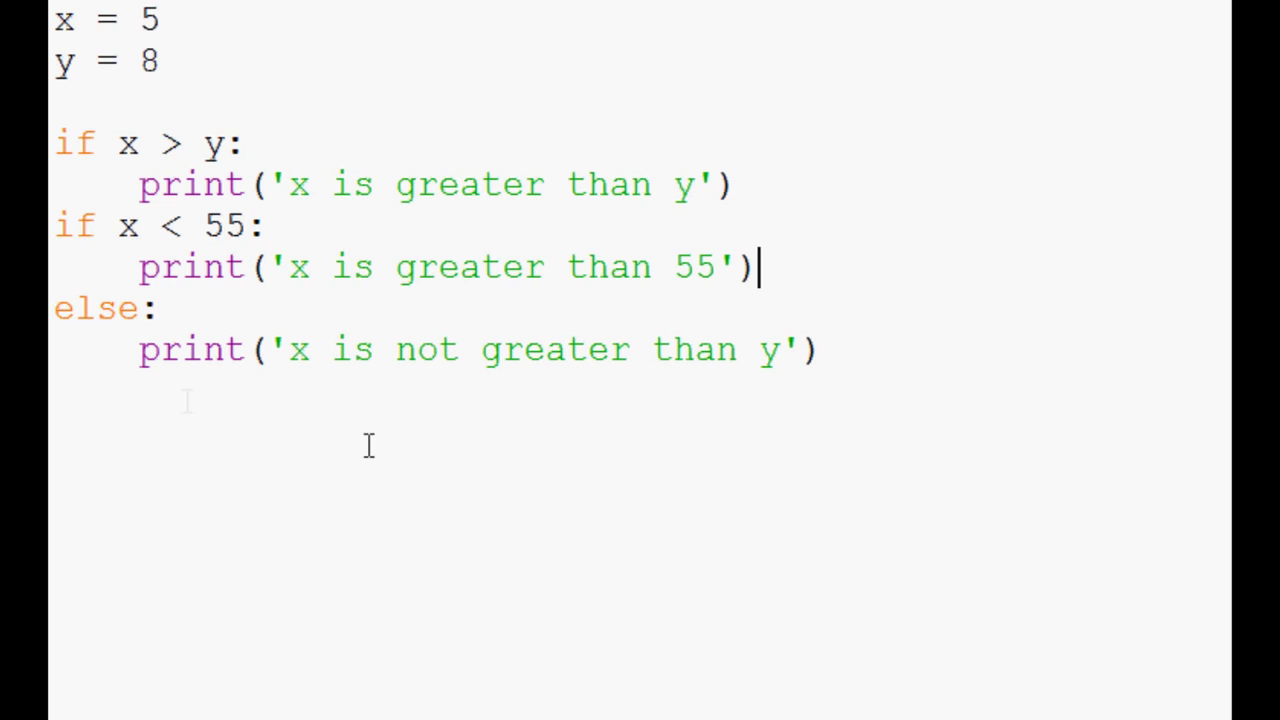 x = 5
y = 8
if x > y:
    print('x is greater than y')
if x < 55:
    print('x is greater than 55')
else:
    print('x is not greater than y')